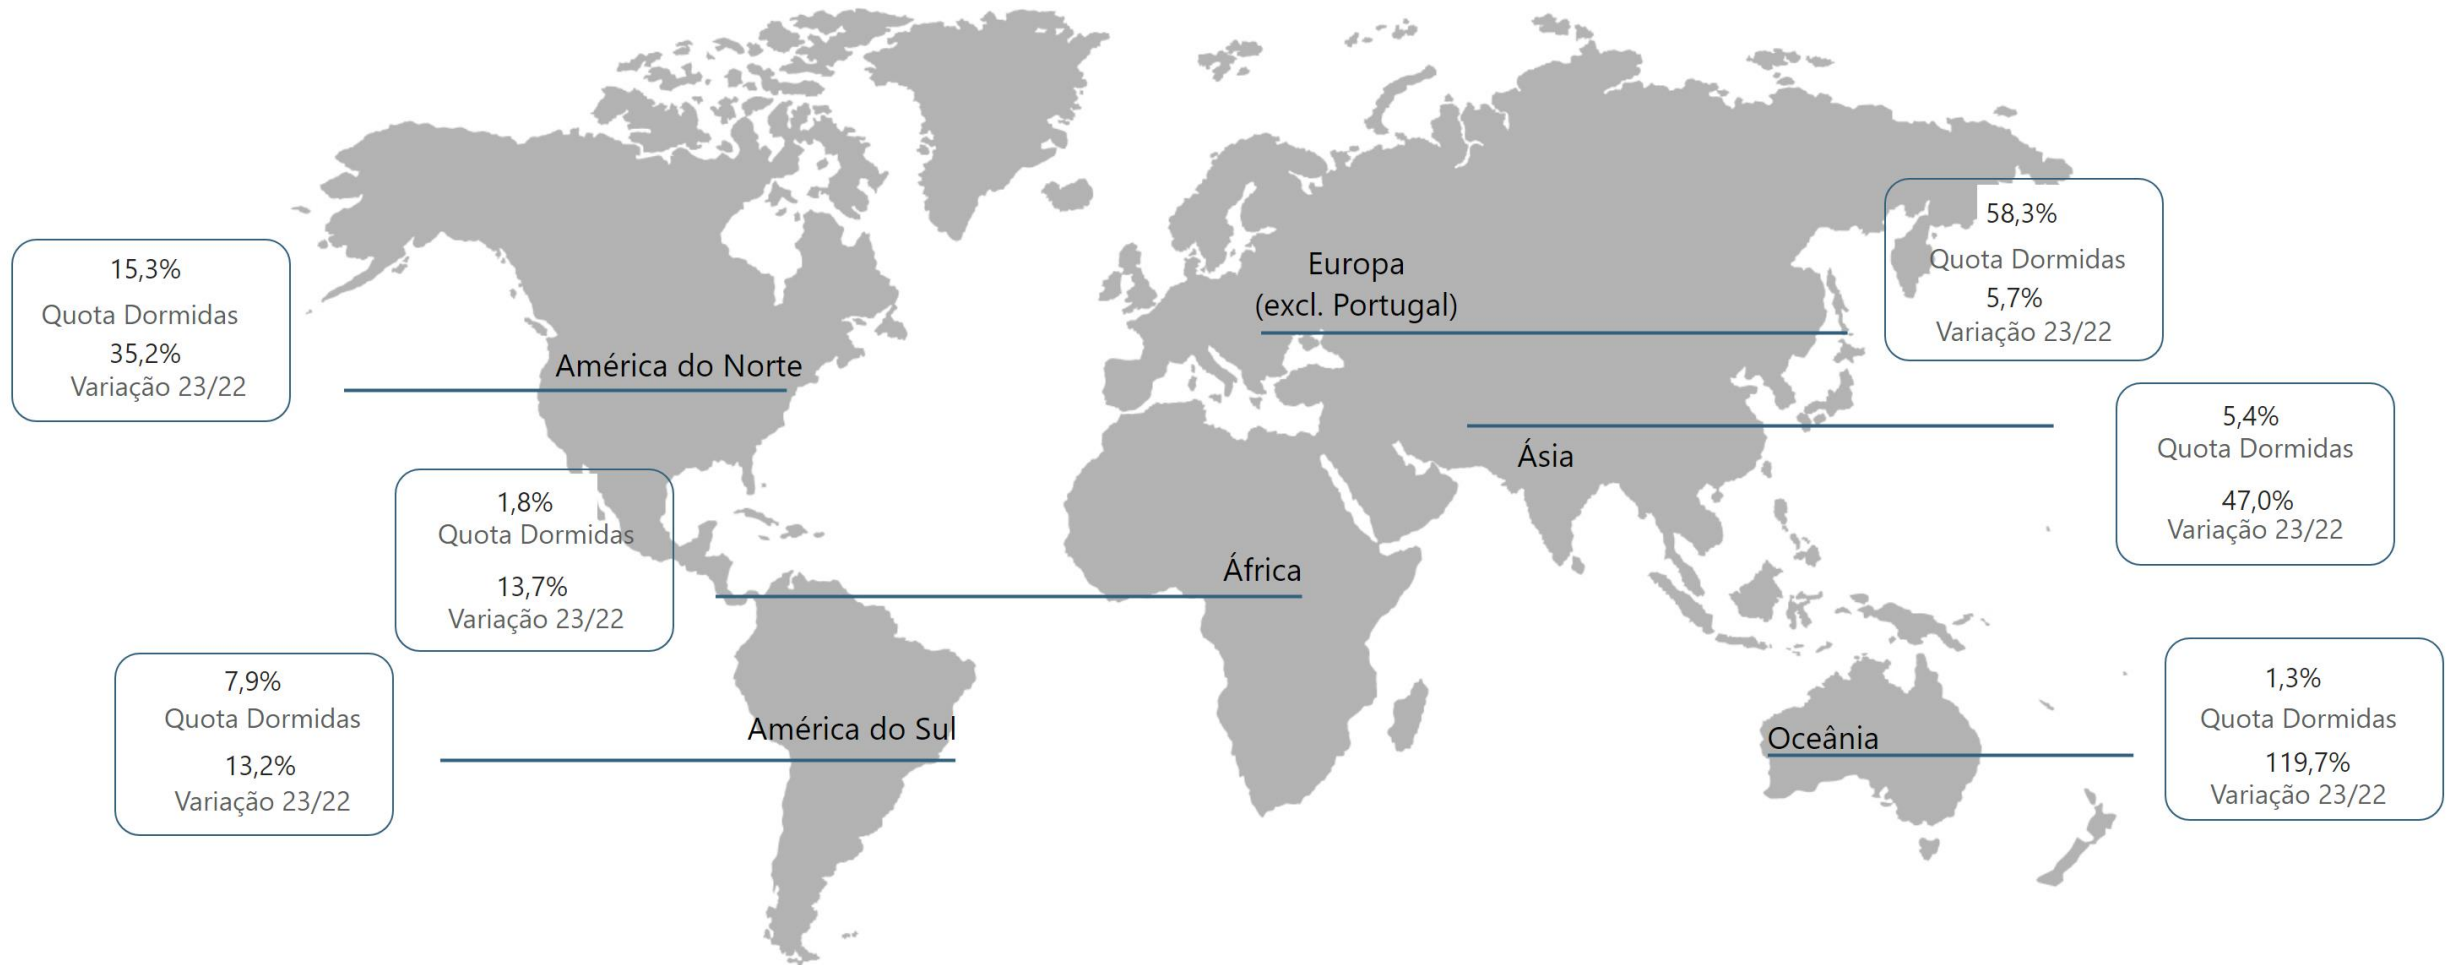 Europa
(excl. Portugal)
58,3%
Quota Dormidas
5,7%
Variação 23/22
15,3%
Quota Dormidas
35,2%
Variação 23/22
América do Norte
5,4%
Quota Dormidas
47,0%
Variação 23/22
Ásia
1,8%
Quota Dormidas
13,7%
Variação 23/22
África
7,9%
Quota Dormidas
13,2%
Variação 23/22
América do Sul
Oceânia
1,3%
Quota Dormidas
119,7%
Variação 23/22